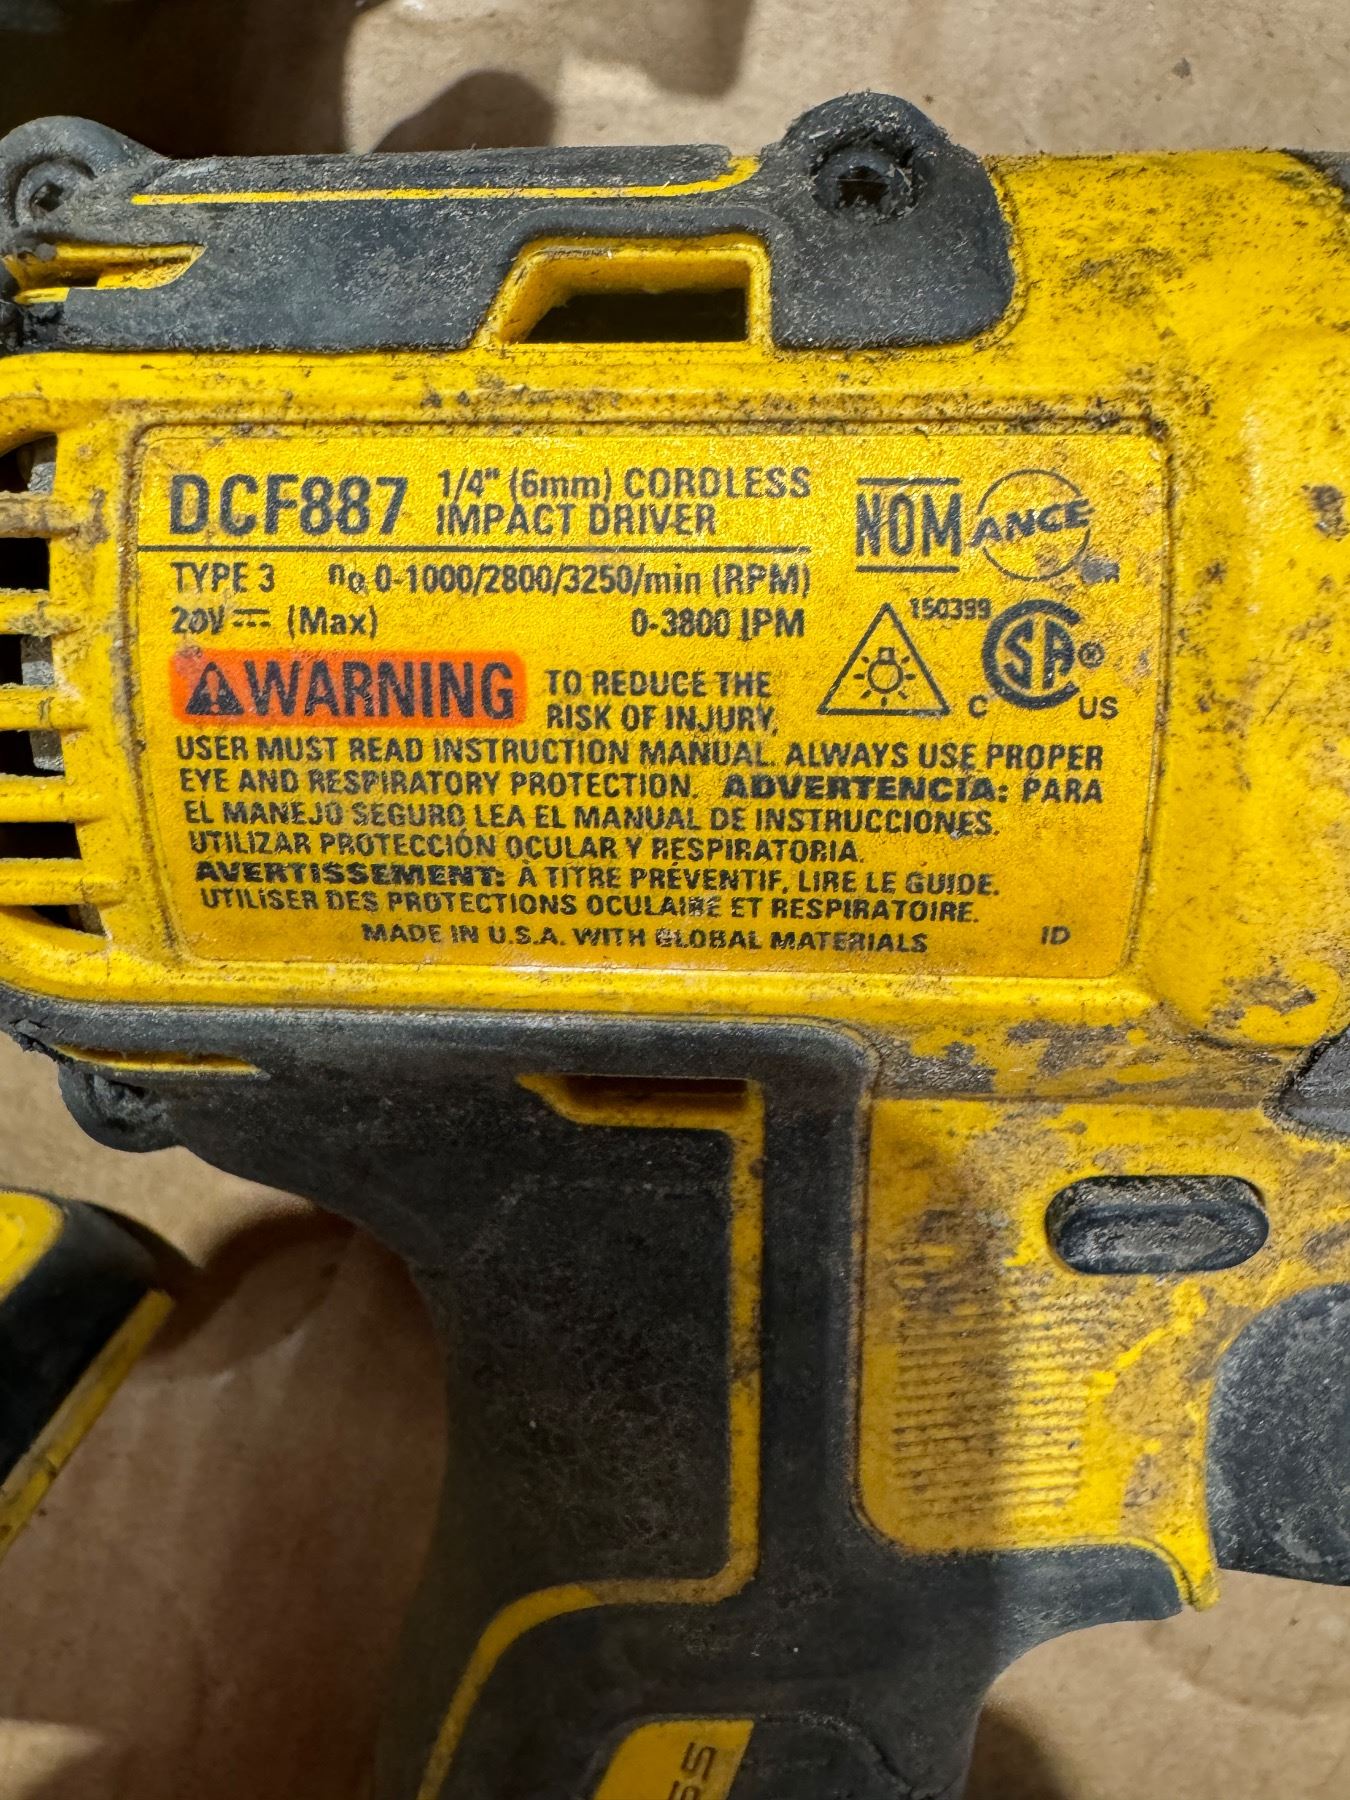 DCF887 1/4" (6mm) CORDLESS
IMPACT DRIVER
NOM ANCE
TYPE 3 no 0-1000/2800/3250/min (RPM)
20V⎓ (Max) 0-3800 IPM
150399
CSA®
C US
WARNING TO REDUCE THE
RISK OF INJURY,
USER MUST READ INSTRUCTION MANUAL. ALWAYS USE PROPER
EYE AND RESPIRATORY PROTECTION. ADVERTENCIA: PARA
EL MANEJO SEGURO LEA EL MANUAL DE INSTRUCCIONES.
UTILIZAR PROTECCIÓN OCULAR Y RESPIRATORIA.
AVERTISSEMENT: À TITRE PRÉVENTIF, LIRE LE GUIDE.
UTILISER DES PROTECTIONS OCULAIRE ET RESPIRATOIRE.
MADE IN U.S.A. WITH GLOBAL MATERIALS ID
SS